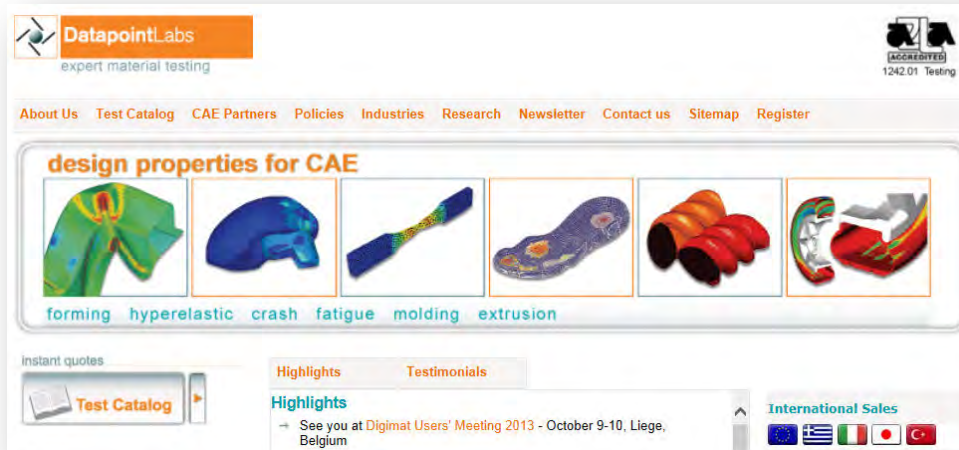 DatapointLabs
expert material testing
ACCREDITED
1242.01 Testing
About Us Test Catalog CAE Partners Policies Industries Research Newsletter Contact us Sitemap Register
design properties for CAE
forming hyperelastic crash fatigue molding extrusion
instant quotes
Test Catalog
Highlights Testimonials
Highlights
→ See you at Digimat Users' Meeting 2013 - October 9-10, Liege,
Belgium
International Sales